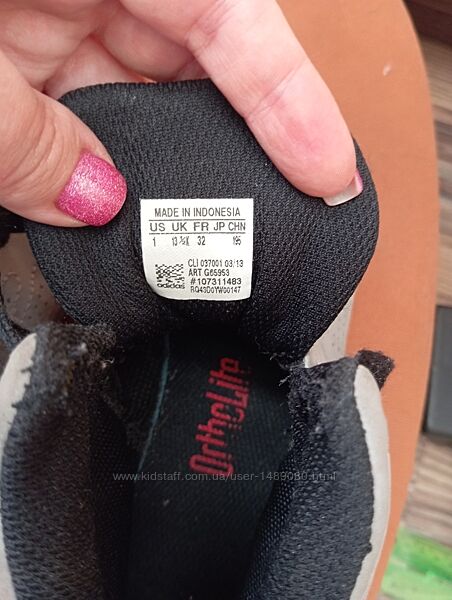 MADE IN INDONESIA
US UK FR JP CHN
1 13½K 32 195
CLI 037001 03/13
ART G65953
#107311483
adidas
OrthoLite
www.kidstaff.com.ua/user-1489080.html